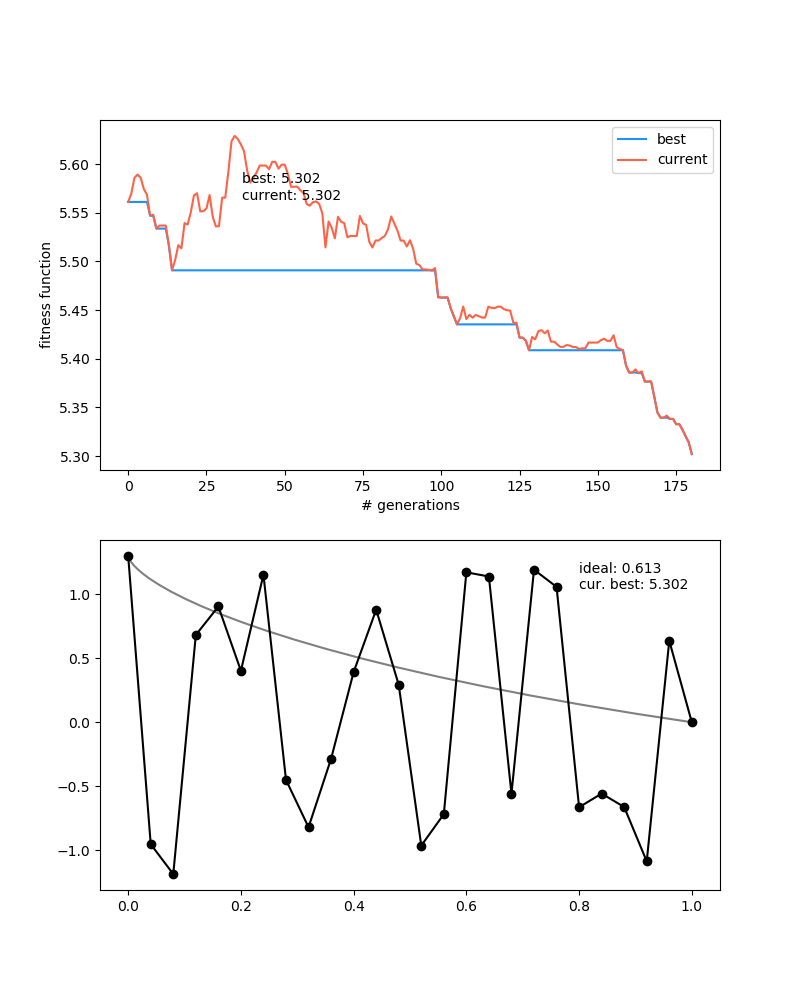 best
current
best: 5.302
current: 5.302
fitness function
5.60
5.55
5.50
5.45
5.40
5.35
5.30
0 25 50 75 100 125 150 175
# generations
ideal: 0.613
cur. best: 5.302
1.0
0.5
0.0
−0.5
−1.0
0.0 0.2 0.4 0.6 0.8 1.0